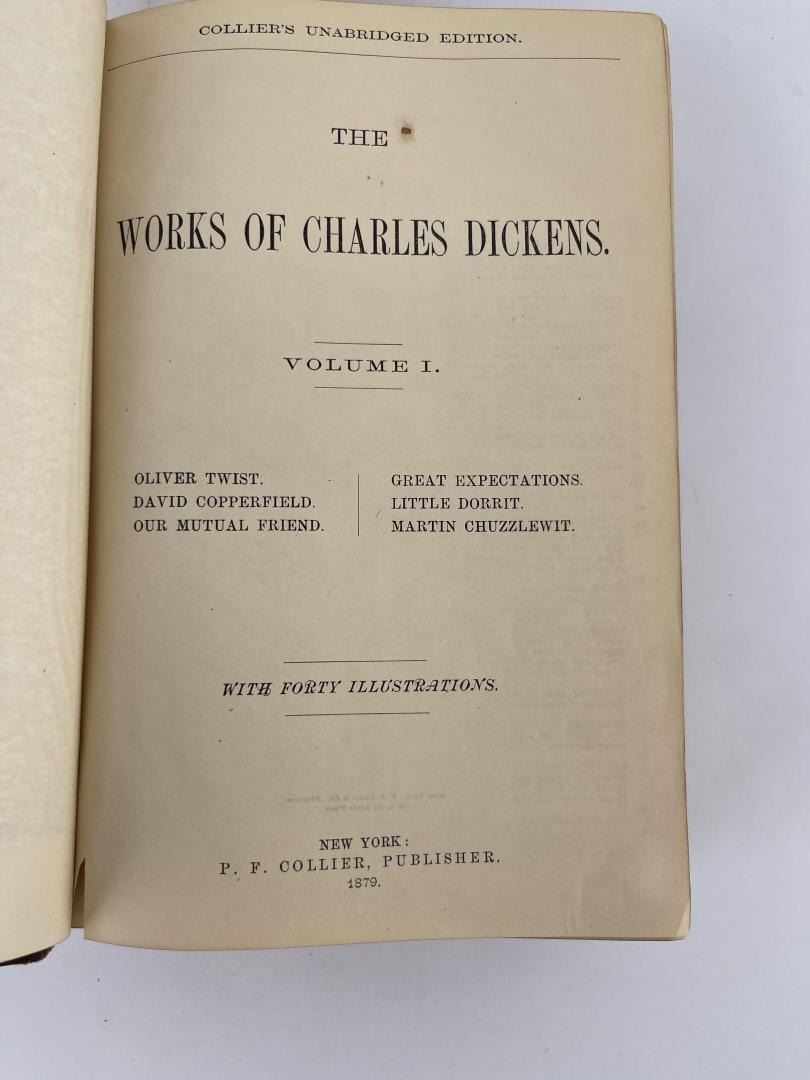 COLLIER'S UNABRIDGED EDITION.
THE
WORKS OF CHARLES DICKENS.
VOLUME I.
OLIVER TWIST.
DAVID COPPERFIELD.
OUR MUTUAL FRIEND.
GREAT EXPECTATIONS.
LITTLE DORRIT.
MARTIN CHUZZLEWIT.
WITH FORTY ILLUSTRATIONS.
NEW YORK:
P. F. COLLIER, PUBLISHER.
1879.